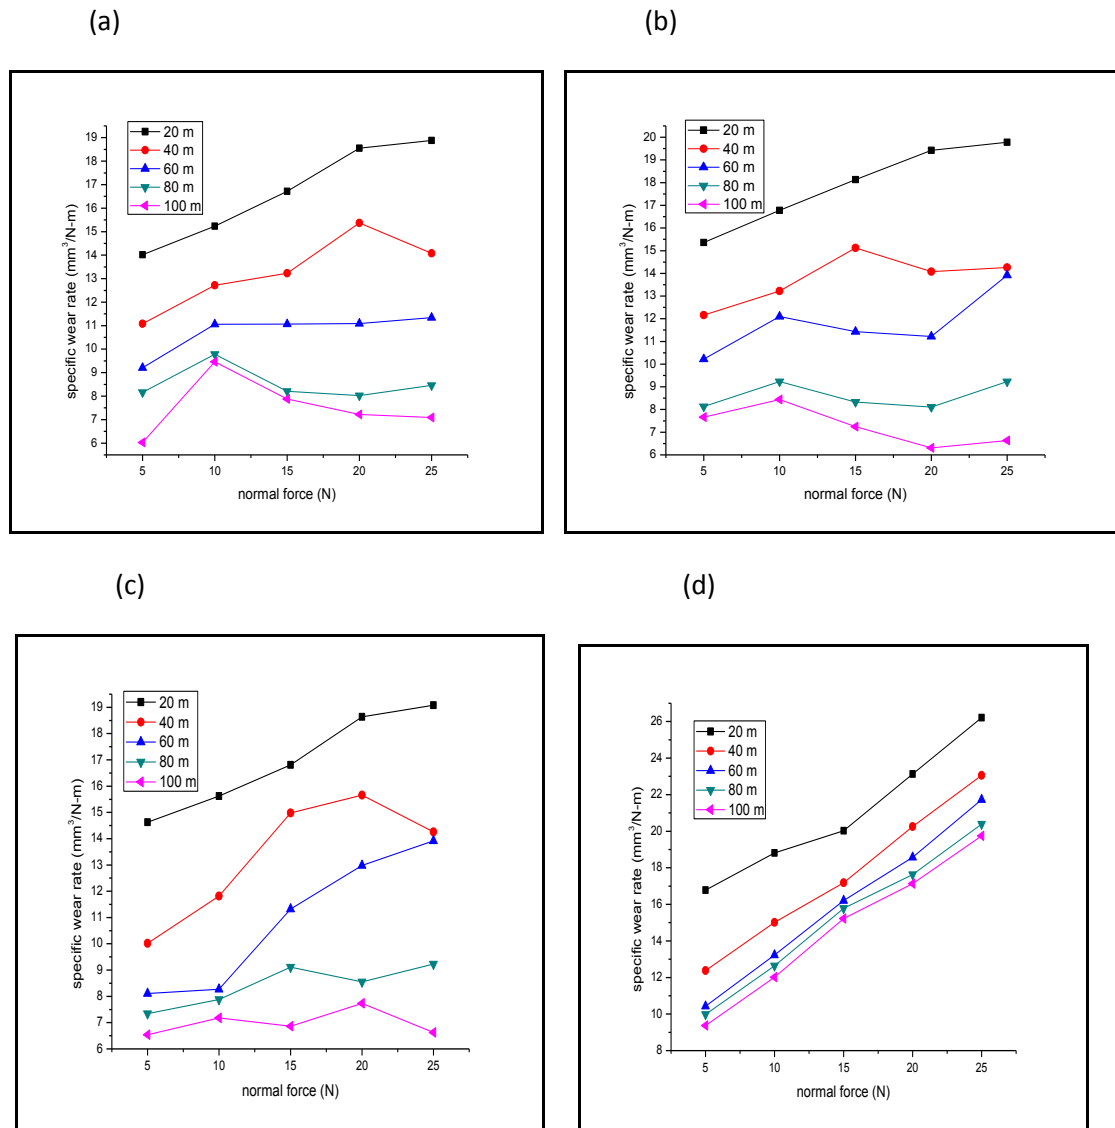 (a)
20 m
40 m
60 m
80 m
100 m
19
18
17
16
15
14
13
12
11
10
9
8
7
6
specific wear rate (mm³/N-m)
5 10 15 20 25
normal force (N)
(b)
20 m
40 m
60 m
80 m
100 m
20
19
18
17
16
15
14
13
12
11
10
9
8
7
6
specific wear rate (mm³/N-m)
5 10 15 20 25
normal force (N)
(c)
20 m
40 m
60 m
80 m
100 m
19
18
17
16
15
14
13
12
11
10
9
8
7
6
specific wear rate (mm³/N-m)
5 10 15 20 25
normal force (N)
(d)
20 m
40 m
60 m
80 m
100 m
26
24
22
20
18
16
14
12
10
8
specific wear rate (mm³/N-m)
5 10 15 20 25
normal force (N)